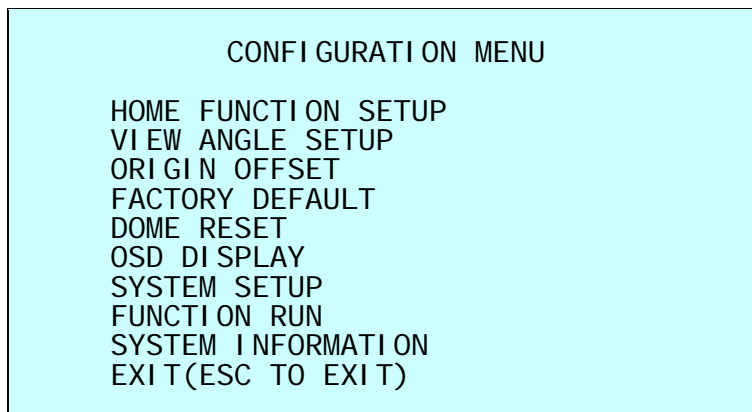 CONFIGURATION MENU
HOME FUNCTION SETUP
VIEW ANGLE SETUP
ORIGIN OFFSET
FACTORY DEFAULT
DOME RESET
OSD DISPLAY
SYSTEM SETUP
FUNCTION RUN
SYSTEM INFORMATION
EXIT(ESC TO EXIT)